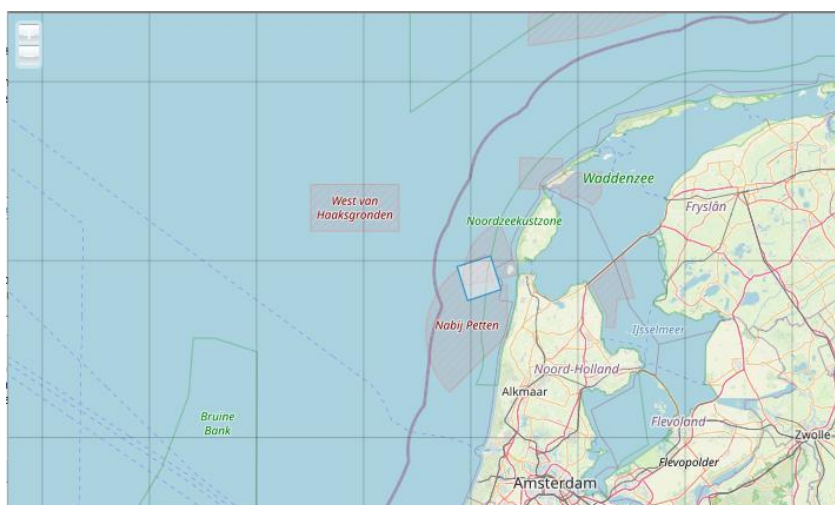 West van
Haaksgronden
Waddenzee
Fryslân
Noordzeekustzone
Nabij Petten
IJsselmeer
Noord-Holland
Alkmaar
Bruine
Bank
Flevoland
Zwolle
Flevopolder
Amsterdam